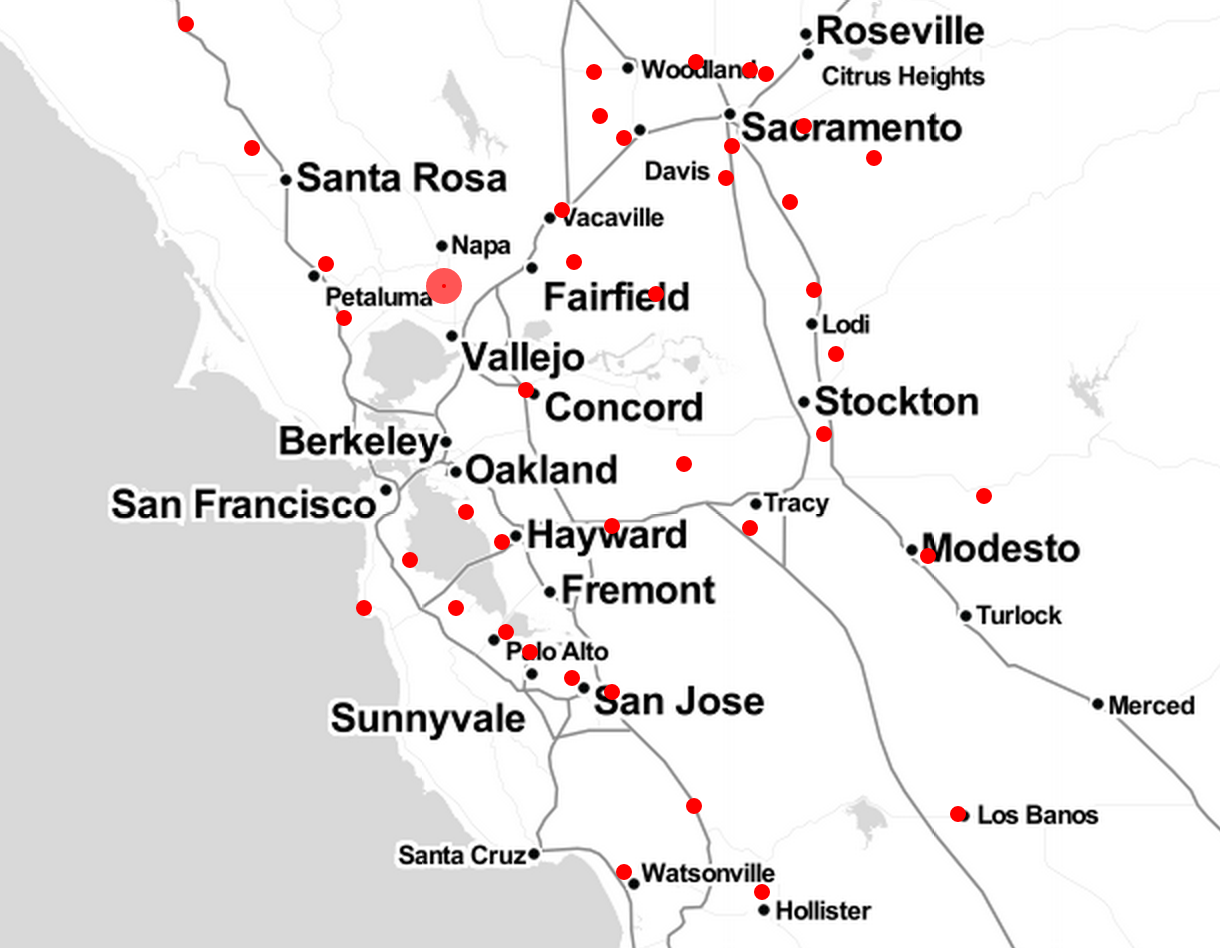 Roseville
Woodland
Citrus Heights
Sacramento
Davis
Santa Rosa
Vacaville
Napa
Petaluma
Fairfield
Lodi
Vallejo
Stockton
Concord
Berkeley
Oakland
San Francisco
Tracy
Hayward
Modesto
Fremont
Turlock
Palo Alto
San Jose
Merced
Sunnyvale
Los Banos
Santa Cruz
Watsonville
Hollister